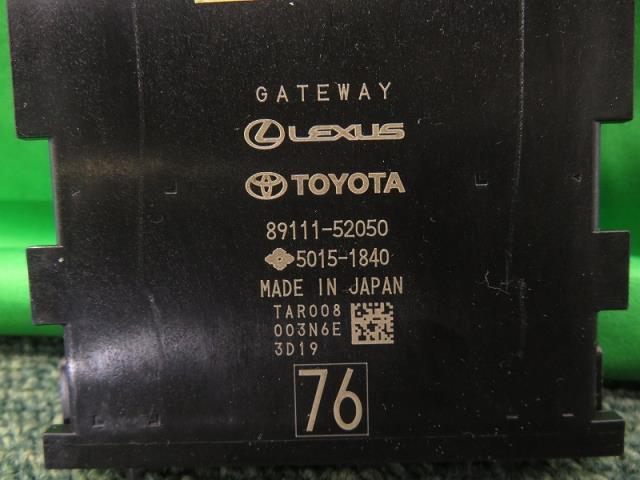 GATEWAY
LEXUS
TOYOTA
89111-52050
5015-1840
MADE IN JAPAN
TAR008
003N6E
3D19
76